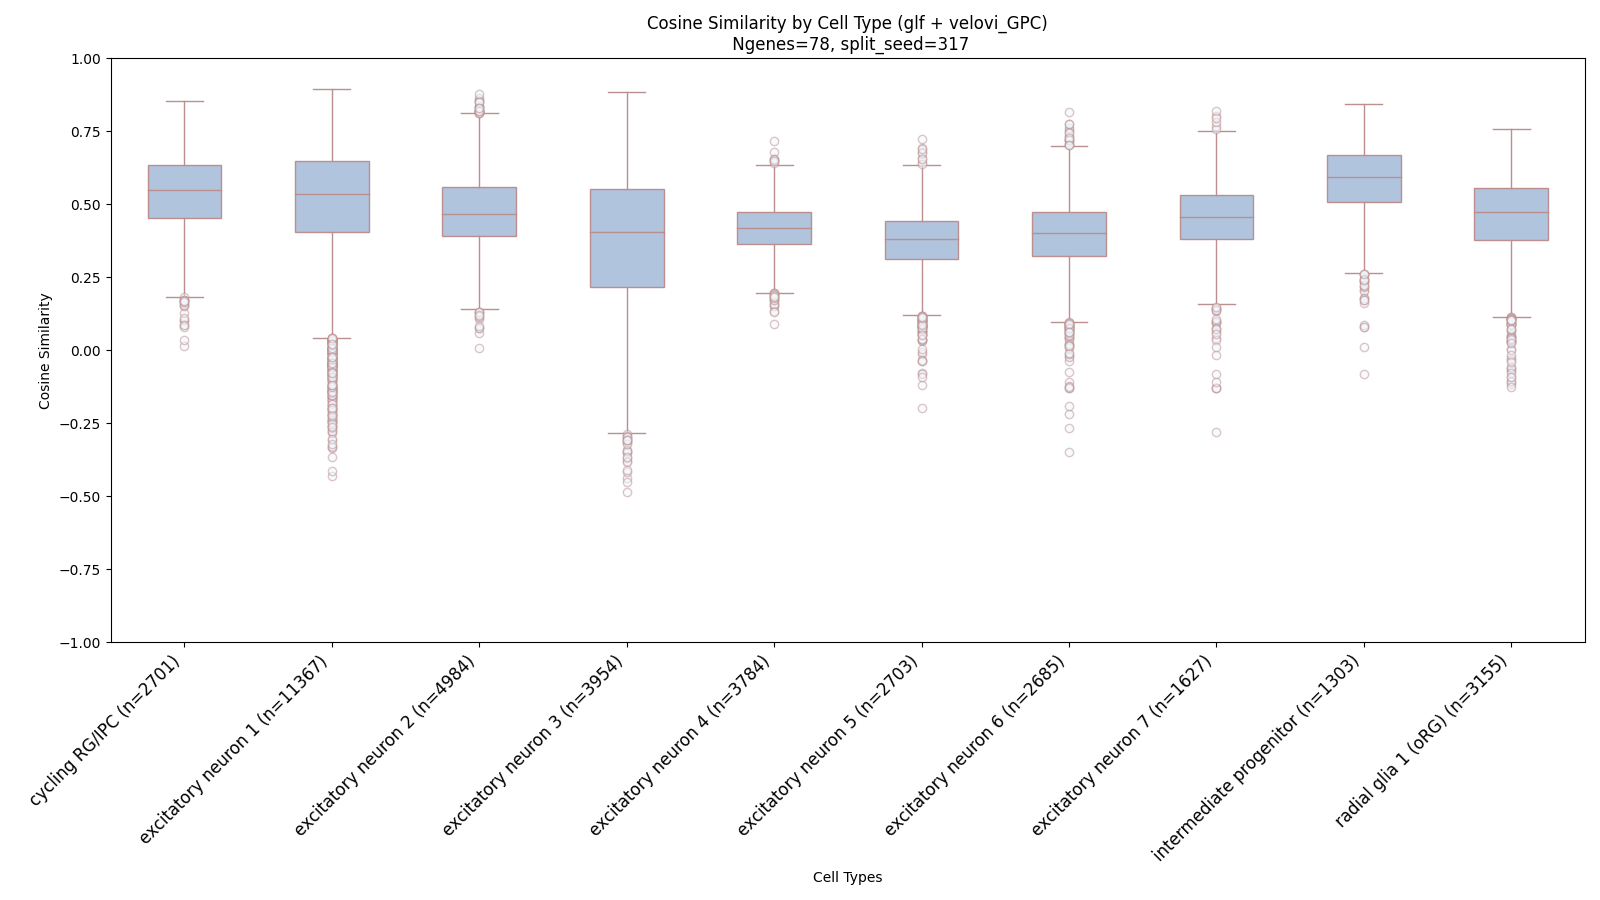 Cosine Similarity by Cell Type (glf + velovi_GPC)
Ngenes=78, split_seed=317
1.00
0.75
0.50
0.25
0.00
−0.25
−0.50
−0.75
−1.00
Cosine Similarity
cycling RG/IPC (n=2701)
excitatory neuron 1 (n=11367)
excitatory neuron 2 (n=4984)
excitatory neuron 3 (n=3954)
excitatory neuron 4 (n=3784)
excitatory neuron 5 (n=2703)
excitatory neuron 6 (n=2685)
excitatory neuron 7 (n=1627)
intermediate progenitor (n=1303)
radial glia 1 (oRG) (n=3155)
Cell Types